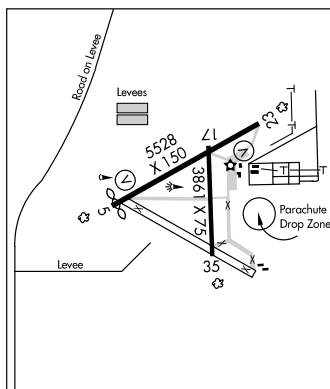 Road on Levee
Levees
5528
X 150
23
17
3861 X 75
5
35
Parachute
Drop Zone
Levee